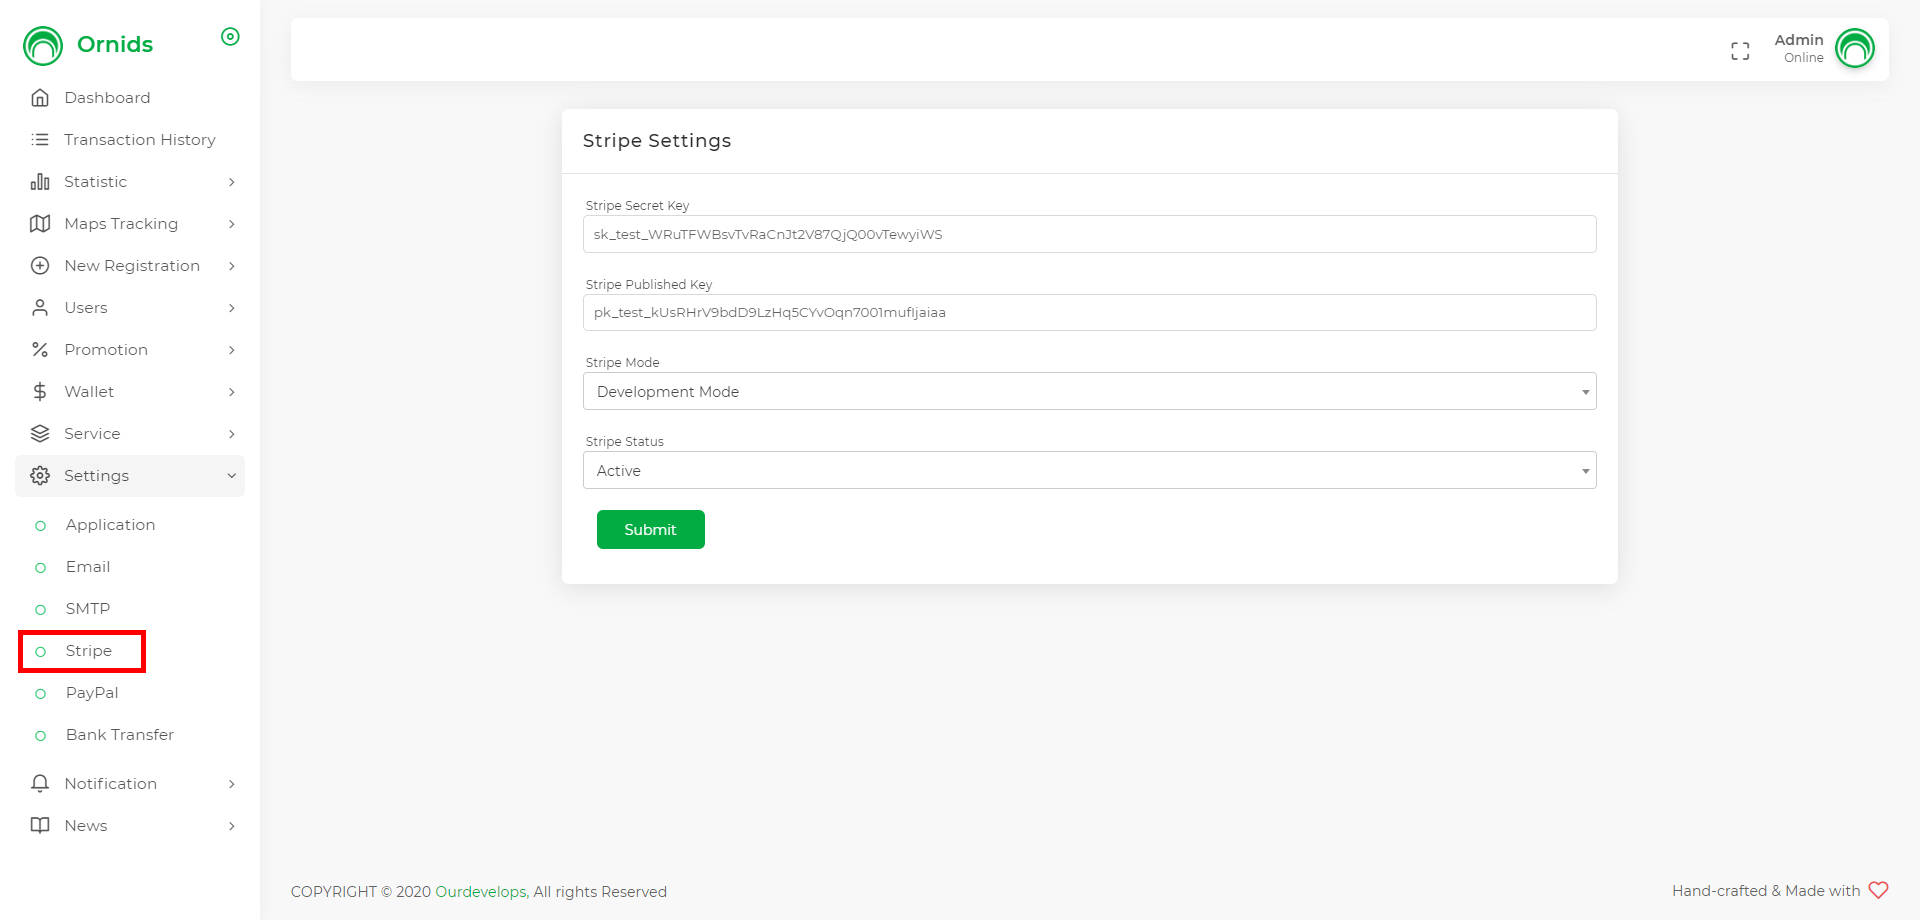 Ornids
Dashboard
Transaction History
Statistic
Maps Tracking
New Registration
Users
Promotion
Wallet
Service
Settings
Application
Email
SMTP
Stripe
PayPal
Bank Transfer
Notification
News
Admin
Online
Stripe Settings
Stripe Secret Key
sk_test_WRuTFWBsvTvRaCnJt2V87QjQ00vTewyiWS
Stripe Published Key
pk_test_kUsRHrV9bdD9LzHq5CYvOqn7001mufIjaiaa
Stripe Mode
Development Mode
Stripe Status
Active
Submit
COPYRIGHT © 2020 Ourdevelops, All rights Reserved
Hand-crafted & Made with